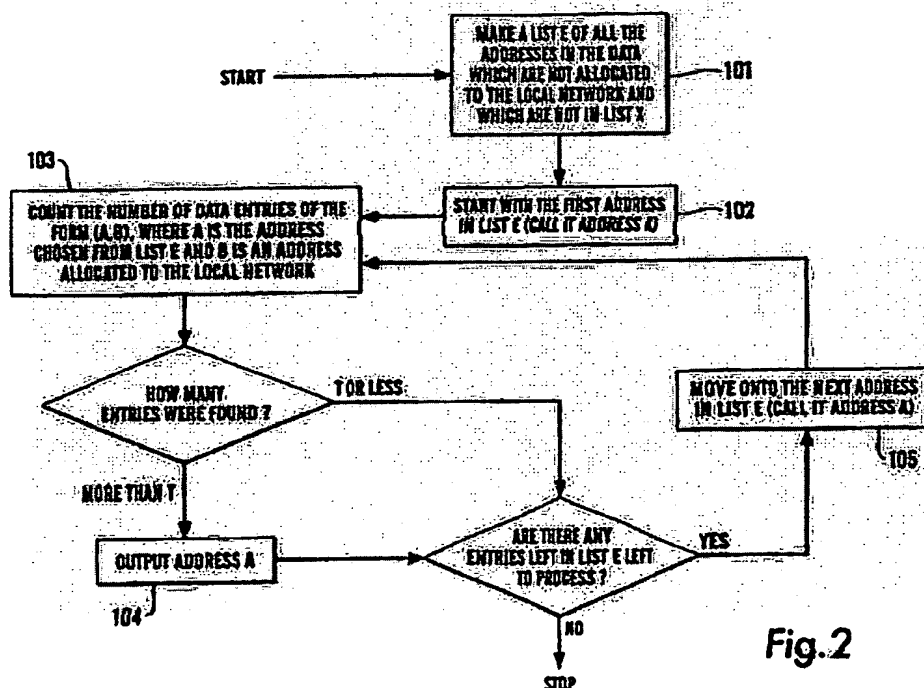 MAKE A LIST E OF ALL THE
ADDRESSES IN THE DATA
WHICH ARE NOT ALLOCATED
TO THE LOCAL NETWORK AND
WHICH ARE NOT IN LIST X
START
101
START WITH THE FIRST ADDRESS
IN LIST E (CALL IT ADDRESS A)
102
103
COUNT THE NUMBER OF DATA ENTRIES OF THE
FORM (A,B), WHERE A IS THE ADDRESS
CHOSEN FROM LIST E AND B IS AN ADDRESS
ALLOCATED TO THE LOCAL NETWORK
HOW MANY
ENTRIES WERE FOUND ?
T OR LESS
MORE THAN T
MOVE ONTO THE NEXT ADDRESS
IN LIST E (CALL IT ADDRESS A)
105
OUTPUT ADDRESS A
104
ARE THERE ANY
ENTRIES LEFT IN LIST E LEFT
TO PROCESS ?
YES
NO
STOP
Fig.2